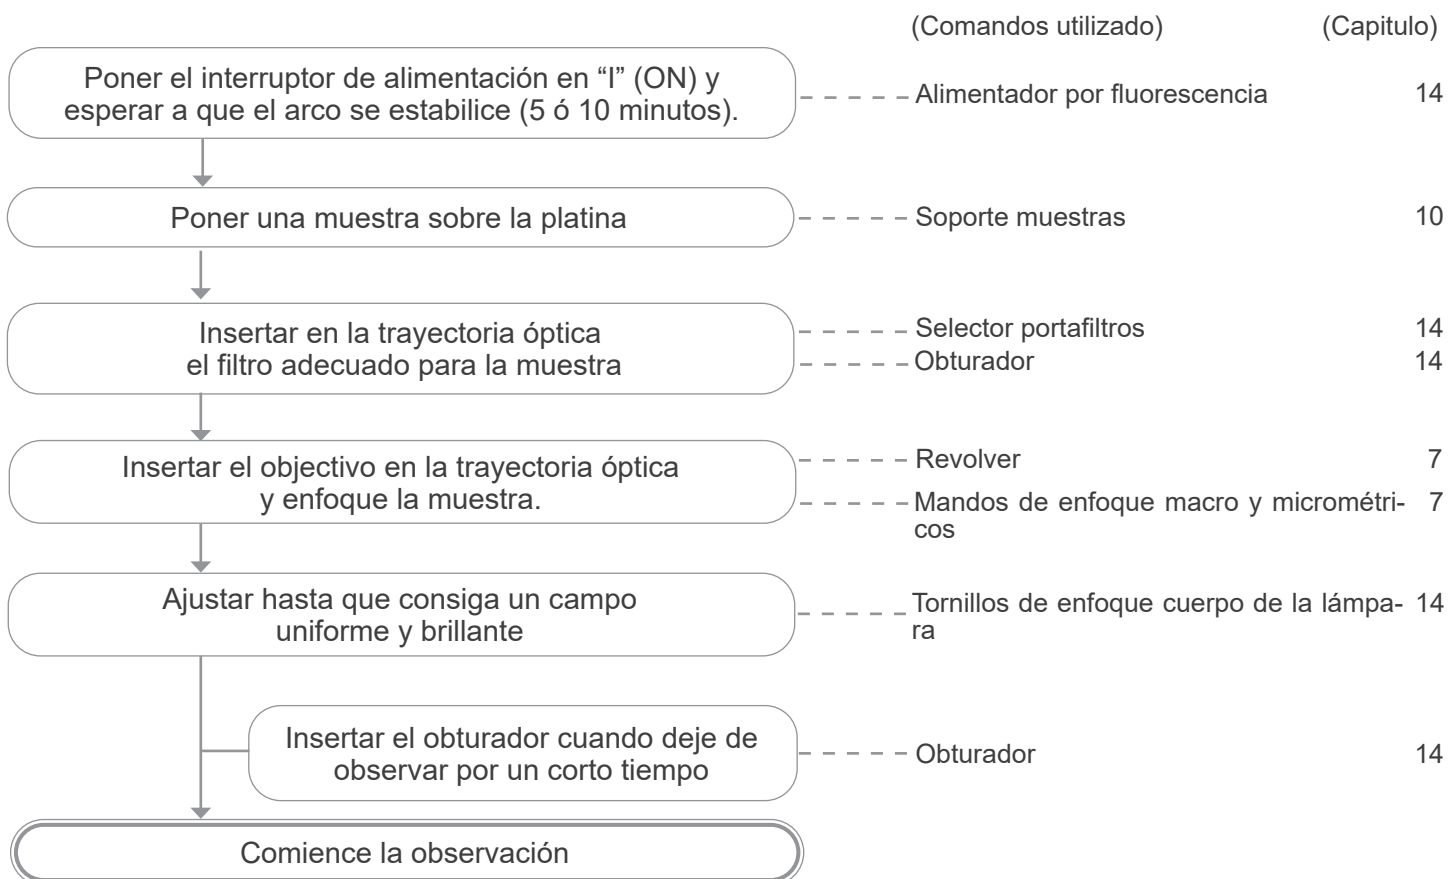 (Comandos utilizado) (Capitulo)
Poner el interruptor de alimentación en “I” (ON) y
esperar a que el arco se estabilice (5 ó 10 minutos).
Alimentador por fluorescencia 14
Poner una muestra sobre la platina
Soporte muestras 10
Insertar en la trayectoria óptica
el filtro adecuado para la muestra
Selector portafiltros 14
Obturador 14
Insertar el objectivo en la trayectoria óptica
y enfoque la muestra.
Revolver 7
Mandos de enfoque macro y micrométri- 7
cos
Ajustar hasta que consiga un campo
uniforme y brillante
Tornillos de enfoque cuerpo de la lámpa- 14
ra
Insertar el obturador cuando deje de
observar por un corto tiempo
Obturador 14
Comience la observación